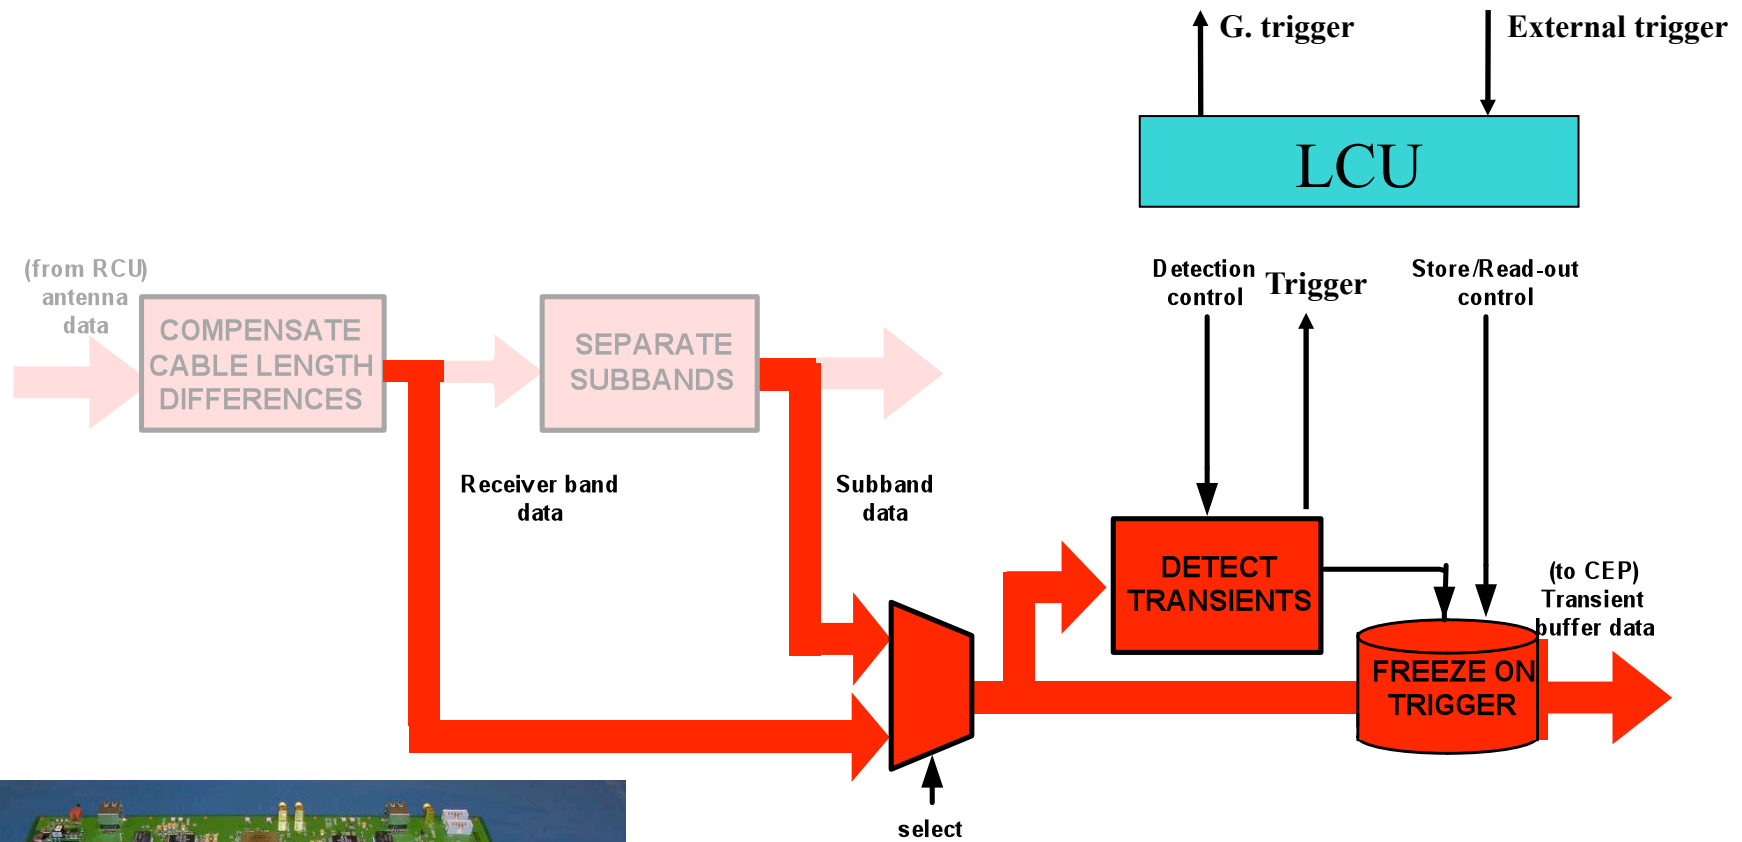 G. trigger
External trigger
LCU
(from RCU)
antenna
data
COMPENSATE
CABLE LENGTH
DIFFERENCES
SEPARATE
SUBBANDS
Detection
control
Trigger
Store/Read-out
control
Receiver band
data
Subband
data
DETECT
TRANSIENTS
(to CEP)
Transient
buffer data
FREEZE ON
TRIGGER
select